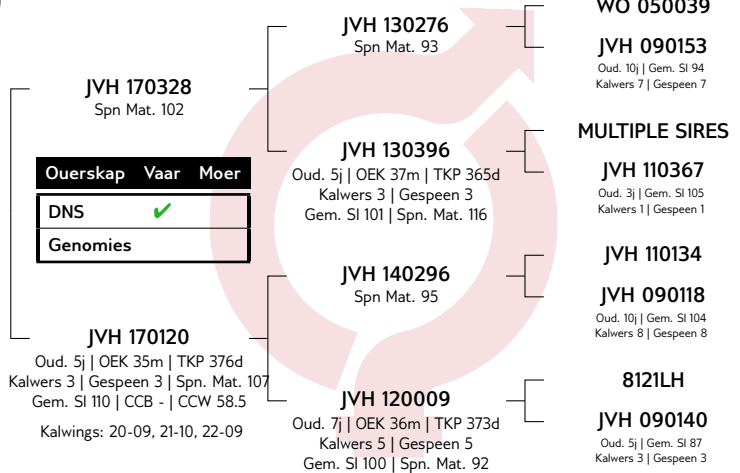 JVH 170328
Spn Mat. 102
Ouerskap Vaar Moer
DNS ✔
Genomies
JVH 170120
Oud. 5j | OEK 35m | TKP 376d
Kalwers 3 | Gespeen 3 | Spn. Mat. 107
Gem. SI 110 | CCB - | CCW 58.5
Kalwings: 20-09, 21-10, 22-09
JVH 130276
Spn Mat. 93
JVH 130396
Oud. 5j | OEK 37m | TKP 365d
Kalwers 3 | Gespeen 3
Gem. SI 101 | Spn. Mat. 116
JVH 140296
Spn Mat. 95
JVH 120009
Oud. 7j | OEK 36m | TKP 373d
Kalwers 5 | Gespeen 5
Gem. SI 100 | Spn. Mat. 92
WO 050039
JVH 090153
Oud. 10j | Gem. SI 94
Kalwers 7 | Gespeen 7
MULTIPLE SIRES
JVH 110367
Oud. 3j | Gem. SI 105
Kalwers 1 | Gespeen 1
JVH 110134
JVH 090118
Oud. 10j | Gem. SI 104
Kalwers 8 | Gespeen 8
8121LH
JVH 090140
Oud. 5j | Gem. SI 87
Kalwers 3 | Gespeen 3